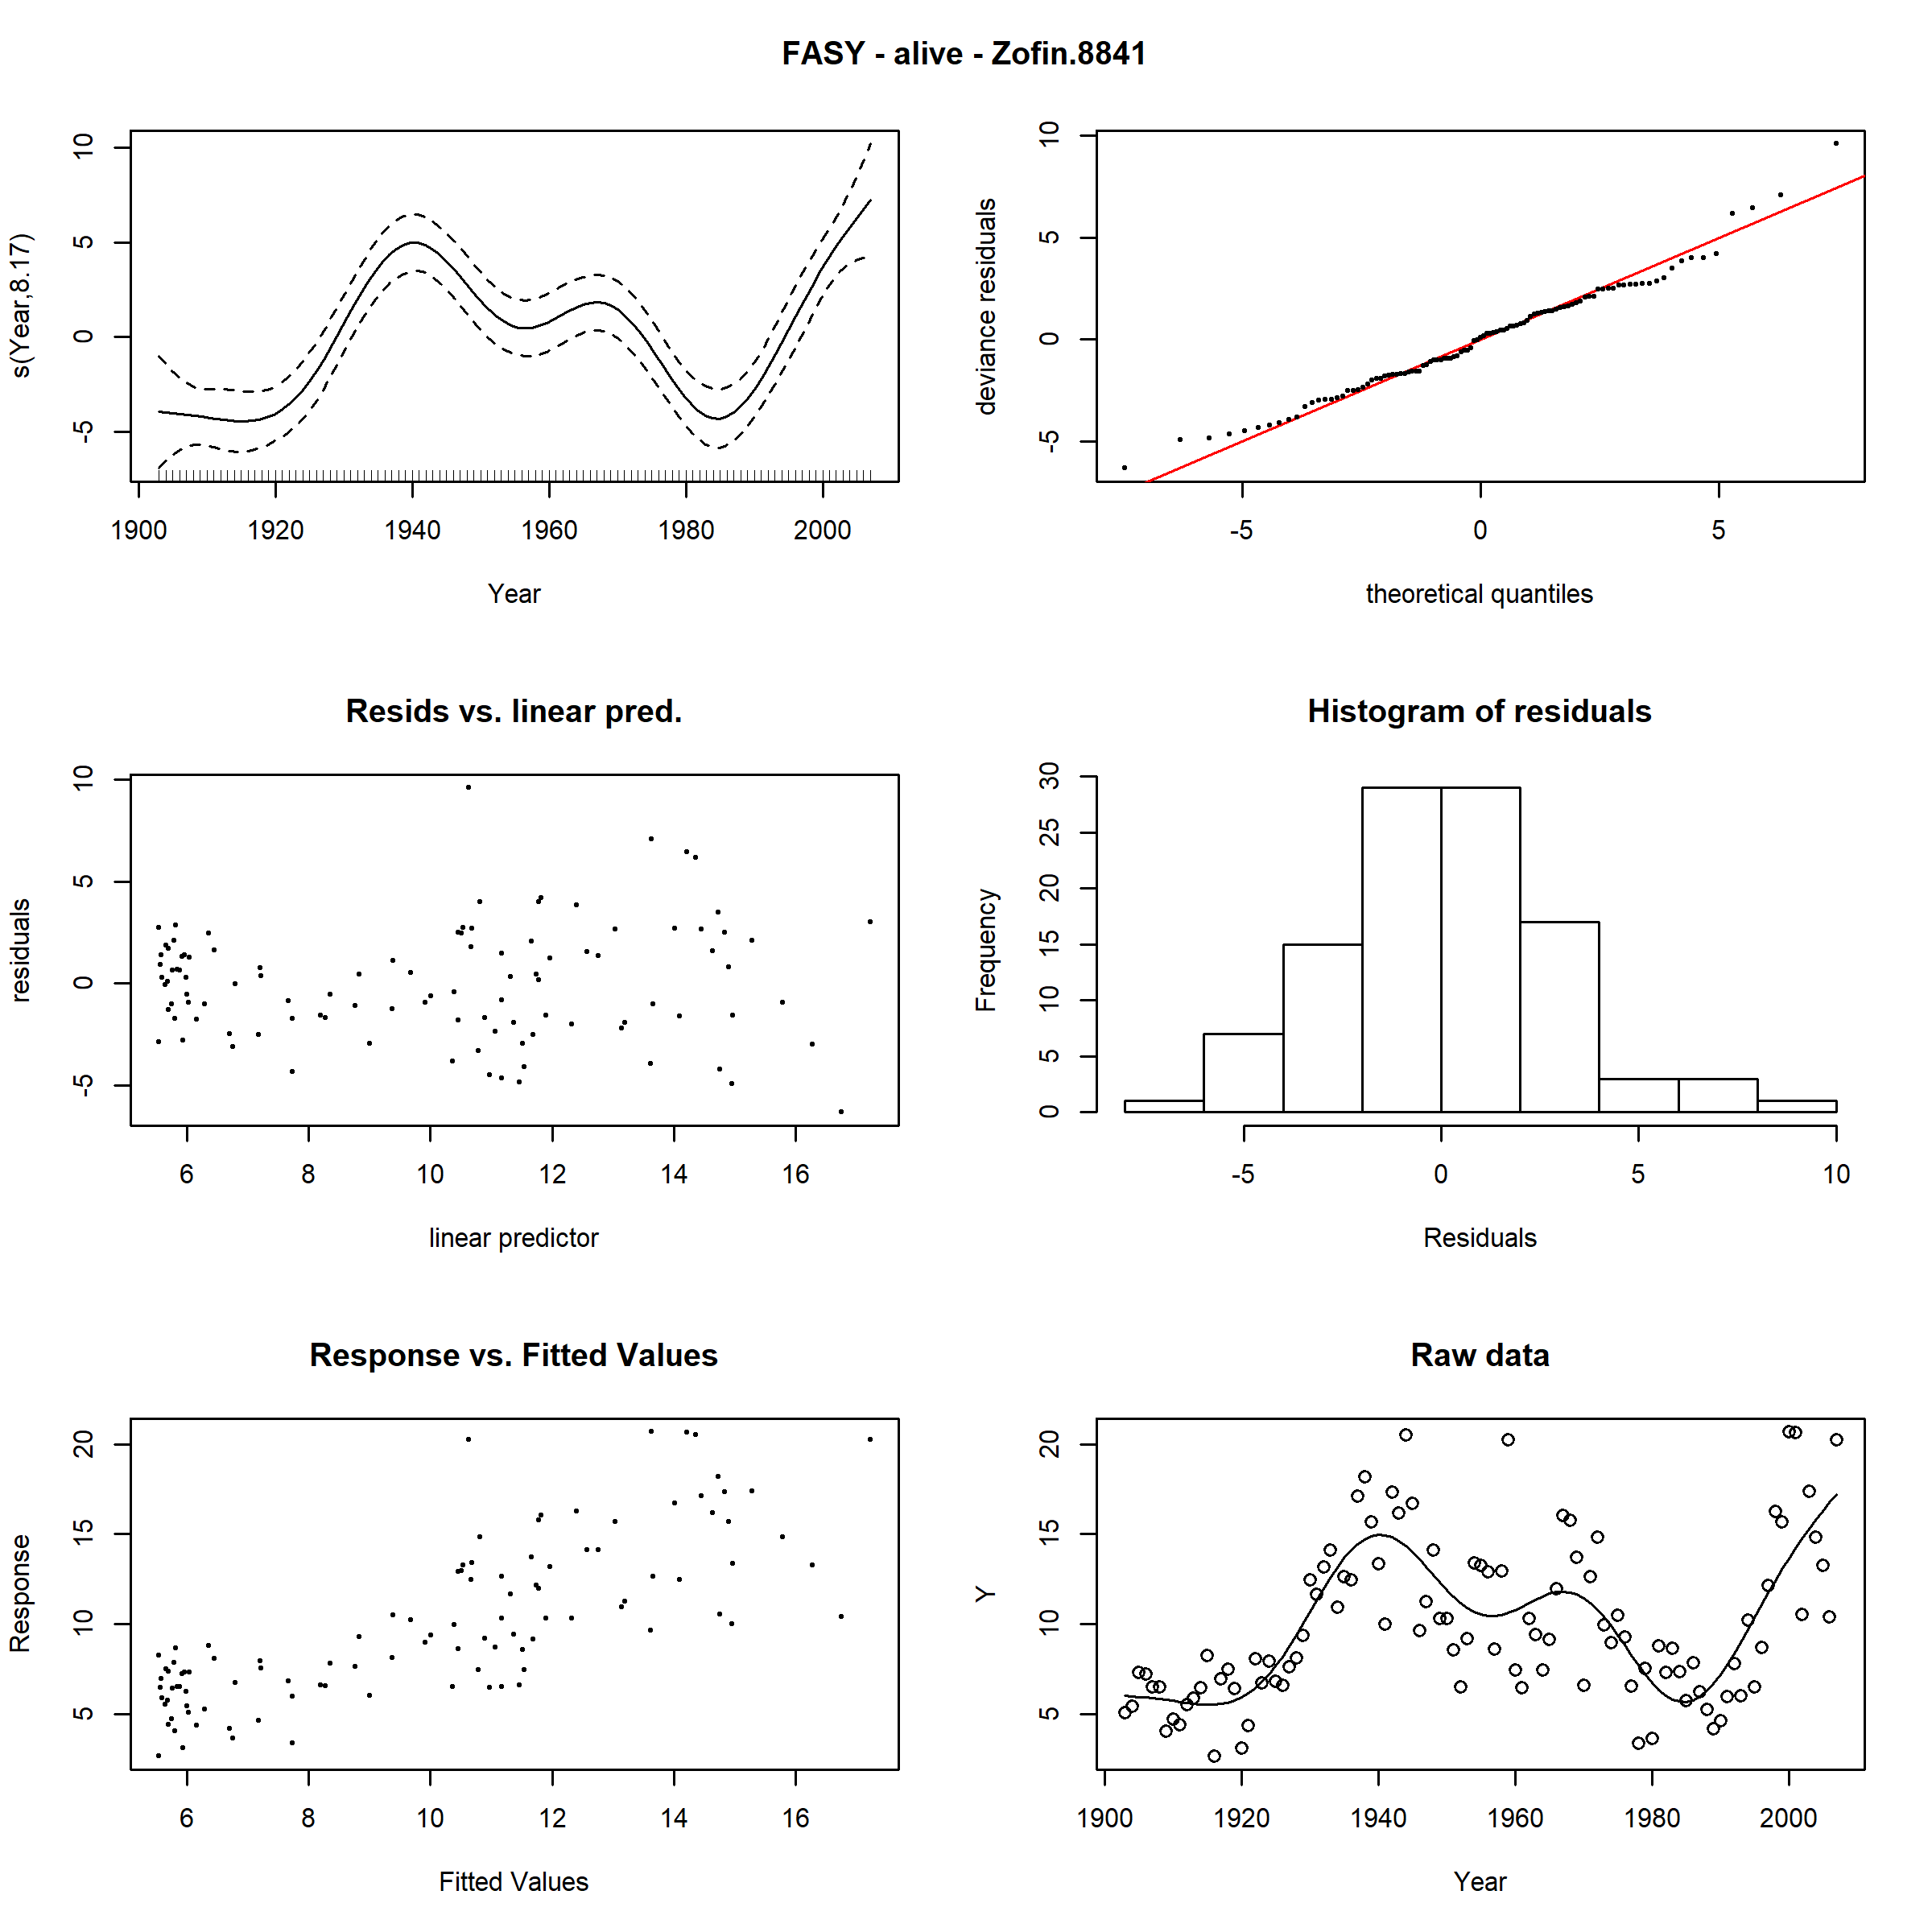 FASY - alive - Zofin.8841
s(Year,8.17)
10
5
0
-5
1900 1920 1940 1960 1980 2000
Year
deviance residuals
10
5
0
-5
-5 0 5
theoretical quantiles
Resids vs. linear pred.
residuals
10
5
0
-5
6 8 10 12 14 16
linear predictor
Histogram of residuals
Frequency
30
25
20
15
10
5
0
-5 0 5 10
Residuals
Response vs. Fitted Values
Response
20
15
10
5
6 8 10 12 14 16
Fitted Values
Raw data
Y
20
15
10
5
1900 1920 1940 1960 1980 2000
Year